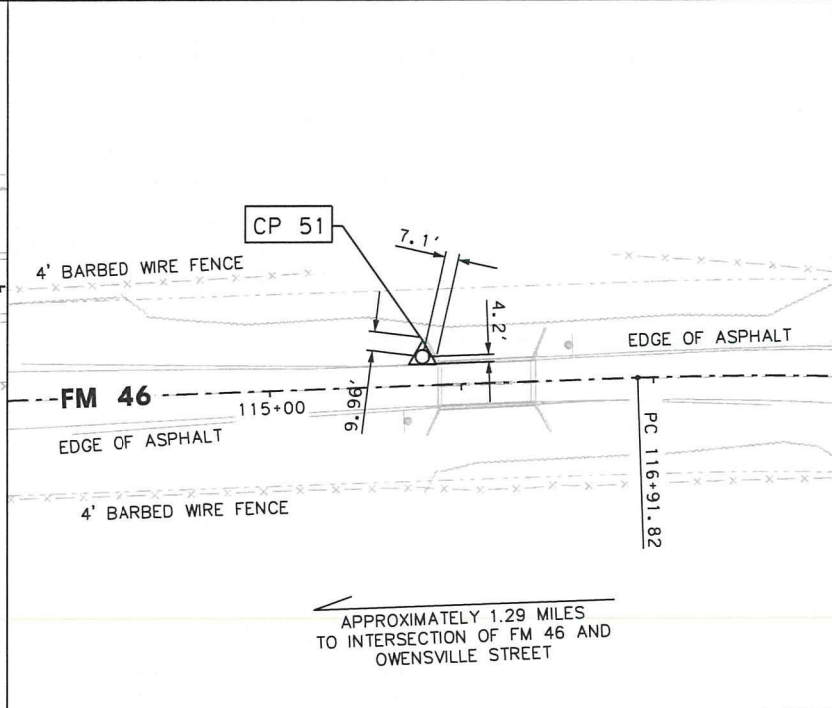 CP 51
7.1'
4' BARBED WIRE FENCE
4.2'
EDGE OF ASPHALT
FM 46
115+00
EDGE OF ASPHALT
PC 116+91.82
4' BARBED WIRE FENCE
APPROXIMATELY 1.29 MILES
TO INTERSECTION OF FM 46 AND
OWENSVILLE STREET